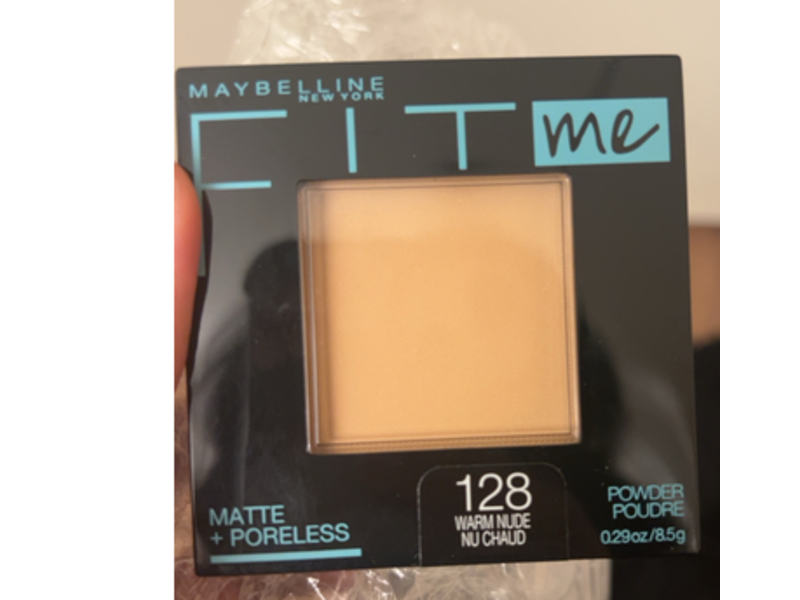 MAYBELLINE
NEW YORK
FIT me
128
WARM NUDE
NU CHAUD
MATTE
+ PORELESS
POWDER
POUDRE
0.29oz/8.5g